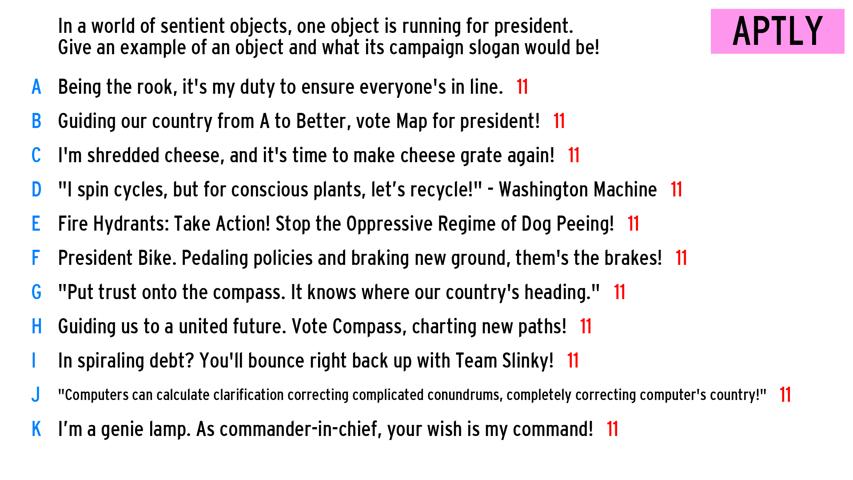 In a world of sentient objects, one object is running for president.
Give an example of an object and what its campaign slogan would be!
APTLY
A Being the rook, it's my duty to ensure everyone's in line. 11
B Guiding our country from A to Better, vote Map for president! 11
C I'm shredded cheese, and it's time to make cheese grate again! 11
D "I spin cycles, but for conscious plants, let’s recycle!" - Washington Machine 11
E Fire Hydrants: Take Action! Stop the Oppressive Regime of Dog Peeing! 11
F President Bike. Pedaling policies and braking new ground, them's the brakes! 11
G "Put trust onto the compass. It knows where our country's heading." 11
H Guiding us to a united future. Vote Compass, charting new paths! 11
I In spiraling debt? You'll bounce right back up with Team Slinky! 11
J "Computers can calculate clarification correcting complicated conundrums, completely correcting computer's country!" 11
K I’m a genie lamp. As commander-in-chief, your wish is my command! 11